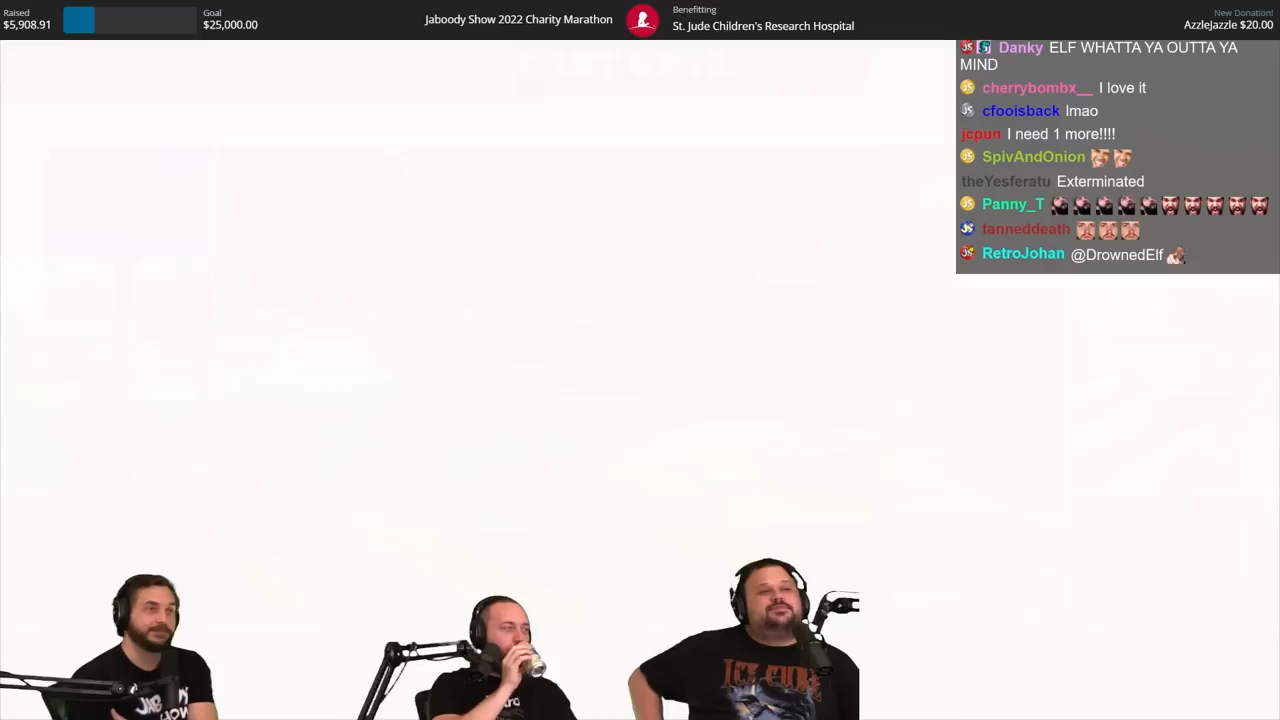 Raised
$5,908.91
Goal
$25,000.00
Jaboody Show 2022 Charity Marathon
Benefitting
St. Jude Children's Research Hospital
New Donation!
AzzleJazzle $20.00
Danky ELF WHATTA YA OUTTA YA
MIND
cherrybombx__ I love it
cfooisback lmao
jcpun I need 1 more!!!!
SpivAndOnion
theYesferatu Exterminated
Panny_T
tanneddeath
RetroJohan @DrownedElf
ICE CUBE